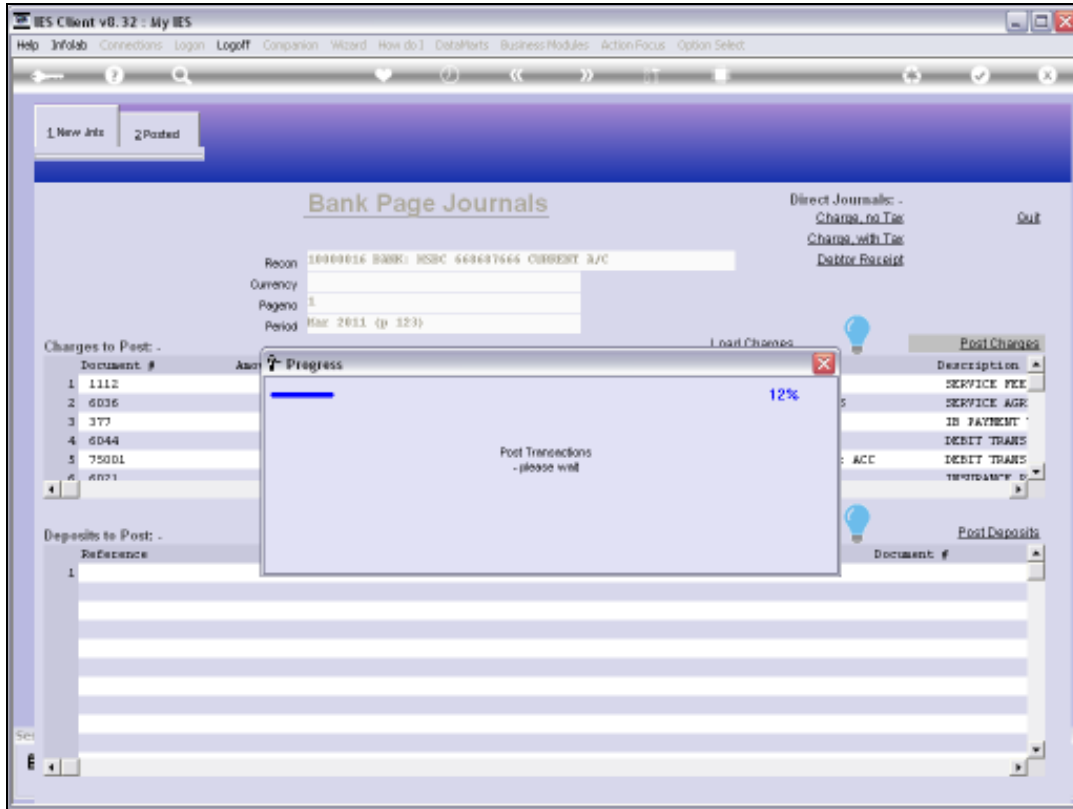 IES Client v8.32 : My IES
Help Infolab Connections Logon Logoff Companion Wizard How do I DataMarts Business Modules Action Focus Option Select
1 New Jnls
2 Posted
Bank Page Journals
Direct Journals: -
Charge, no Tax
Quit
Charge, with Tax
Debtor Receipt
Recon 10000016 BANK: HSBC 660607666 CURRENT A/C
Currency
Pageno 1
Period Mar 2011 (p 123)
Charges to Post: -
Load Charges
Post Charges
Document #
Description
1 1112 SERVICE FEE
2 6036 SERVICE AGR
3 377 IB PAYMENT
4 6044 DEBIT TRANS
5 75001 : ACC DEBIT TRANS
6 6021 INSURANCE P
Progress
12%
Post Transactions
- please wait
Deposits to Post: -
Post Deposits
Reference
Document #
1